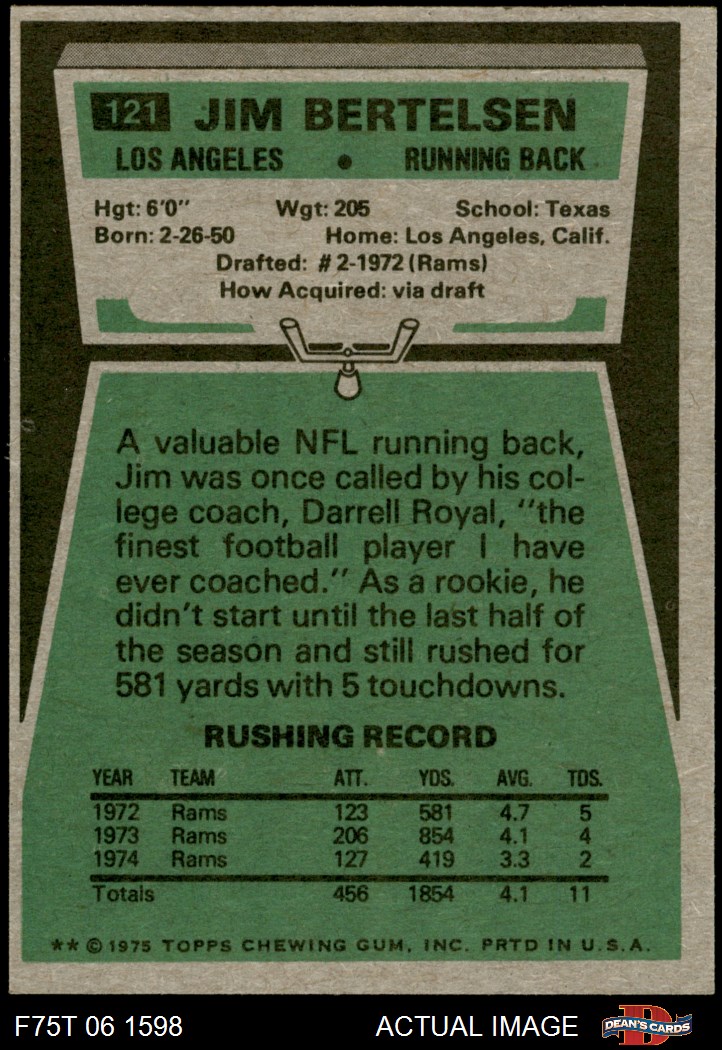 121 JIM BERTELSEN
LOS ANGELES • RUNNING BACK
Hgt: 6'0" Wgt: 205 School: Texas
Born: 2-26-50 Home: Los Angeles, Calif.
Drafted: #2-1972 (Rams)
How Acquired: via draft
A valuable NFL running back,
Jim was once called by his col-
lege coach, Darrell Royal, "the
finest football player I have
ever coached." As a rookie, he
didn't start until the last half of
the season and still rushed for
581 yards with 5 touchdowns.
RUSHING RECORD
YEAR TEAM ATT. YDS. AVG. TDS.
1972 Rams 123 581 4.7 5
1973 Rams 206 854 4.1 4
1974 Rams 127 419 3.3 2
Totals 456 1854 4.1 11
** © 1975 TOPPS CHEWING GUM, INC. PRTD IN U.S.A.
F75T 06 1598 ACTUAL IMAGE D DEAN'S CARDS